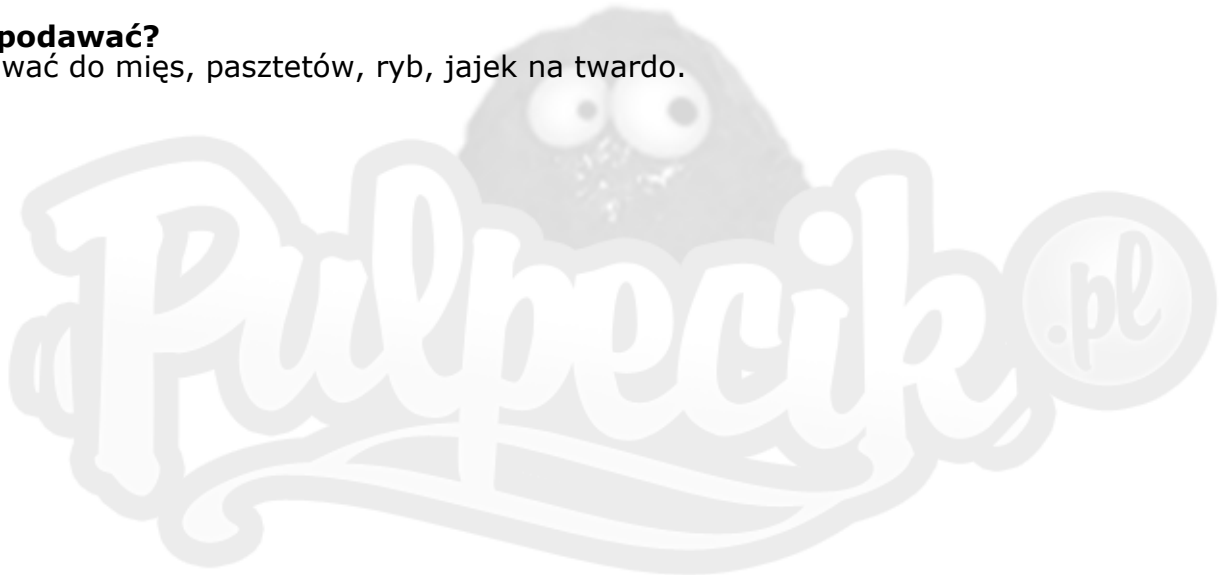 podawać?
wać do mięs, pasztetów, ryb, jajek na twardo.
Pulpecik.pl